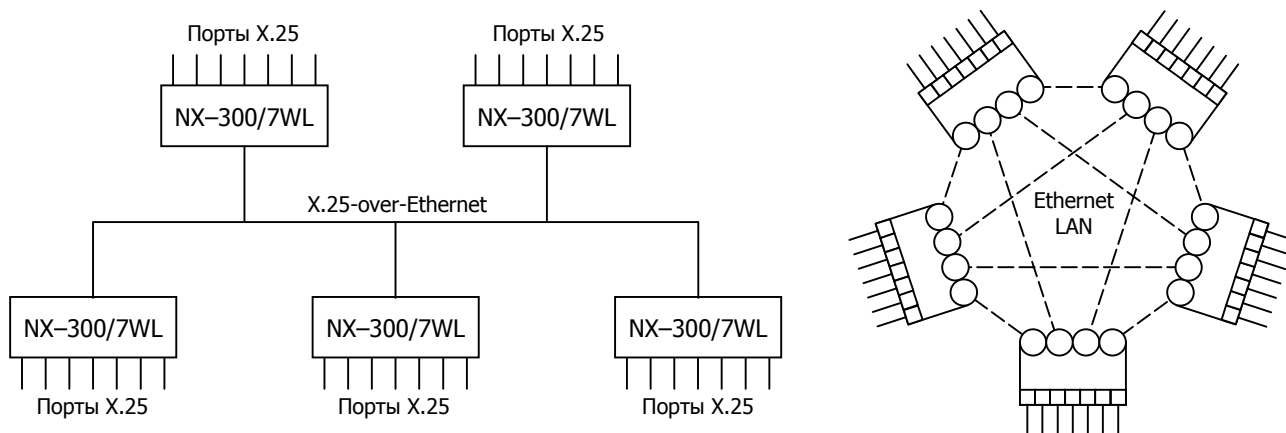 Порты X.25
Порты X.25
NX–300/7WL
NX–300/7WL
X.25-over-Ethernet
NX–300/7WL
NX–300/7WL
NX–300/7WL
Порты X.25
Порты X.25
Порты X.25
Ethernet
LAN